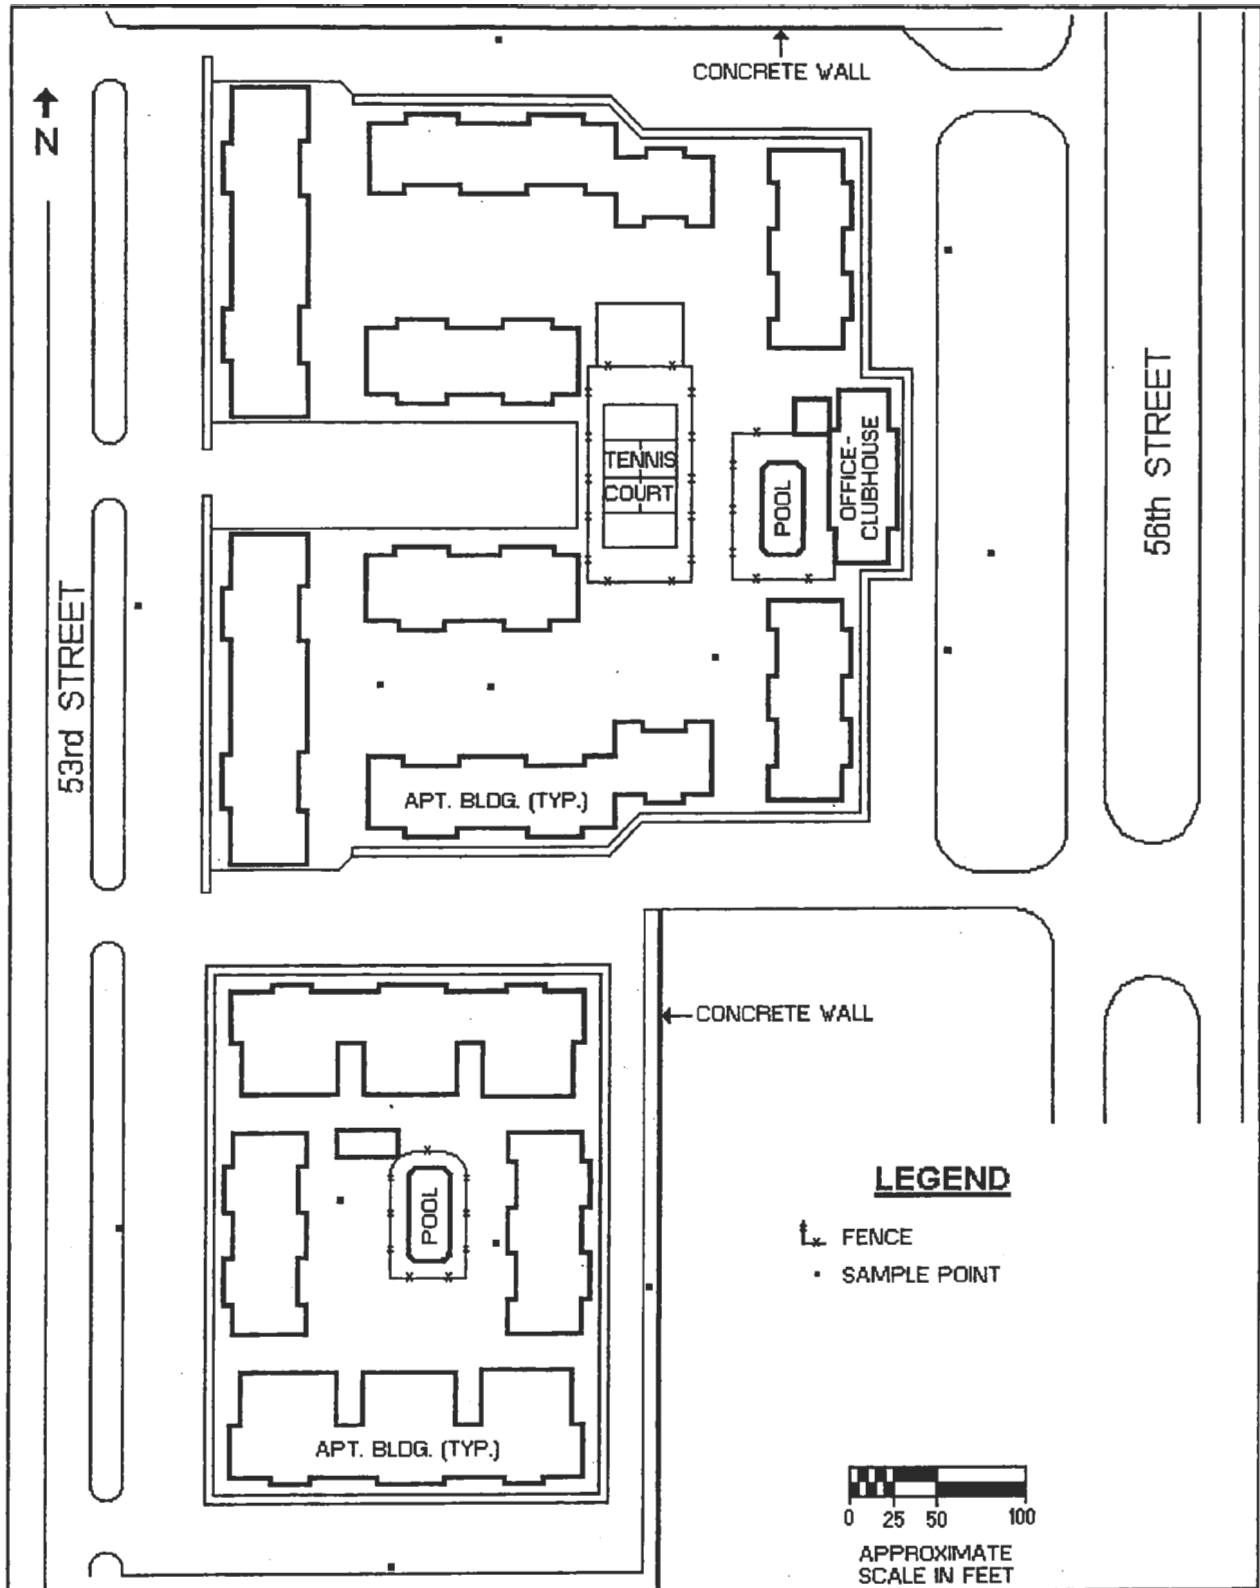 CONCRETE WALL
N
TENNIS
COURT
POOL
OFFICE-
CLUBHOUSE
56th STREET
53rd STREET
APT. BLDG. (TYP.)
CONCRETE WALL
POOL
LEGEND
FENCE
SAMPLE POINT
APT. BLDG. (TYP.)
0 25 50 100
APPROXIMATE
SCALE IN FEET